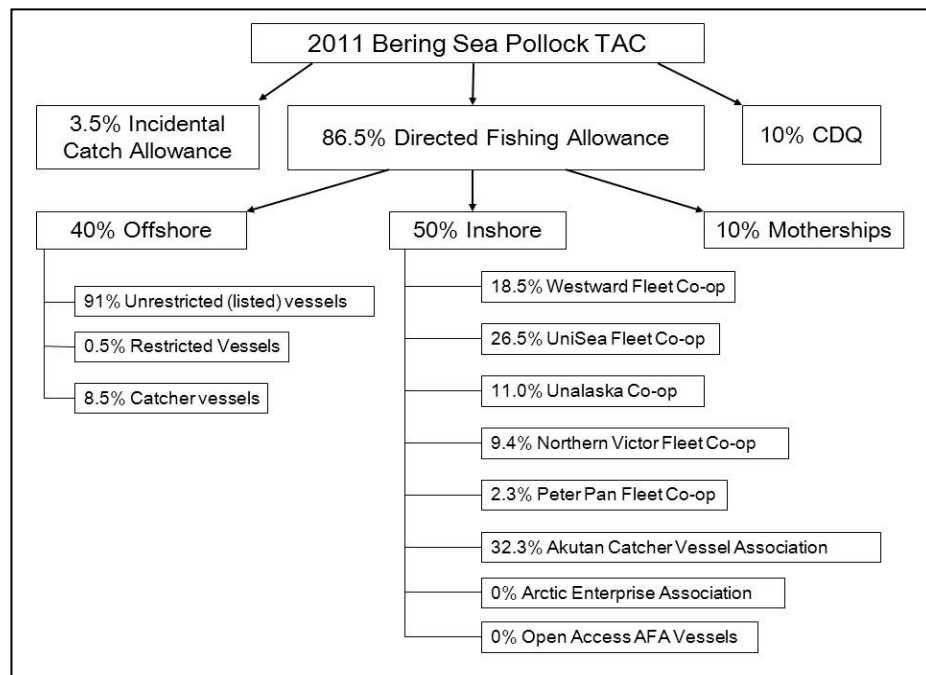 2011 Bering Sea Pollock TAC
3.5% Incidental
Catch Allowance
86.5% Directed Fishing Allowance
10% CDQ
40% Offshore
50% Inshore
10% Motherships
91% Unrestricted (listed) vessels
0.5% Restricted Vessels
8.5% Catcher vessels
18.5% Westward Fleet Co-op
26.5% UniSea Fleet Co-op
11.0% Unalaska Co-op
9.4% Northern Victor Fleet Co-op
2.3% Peter Pan Fleet Co-op
32.3% Akutan Catcher Vessel Association
0% Arctic Enterprise Association
0% Open Access AFA Vessels